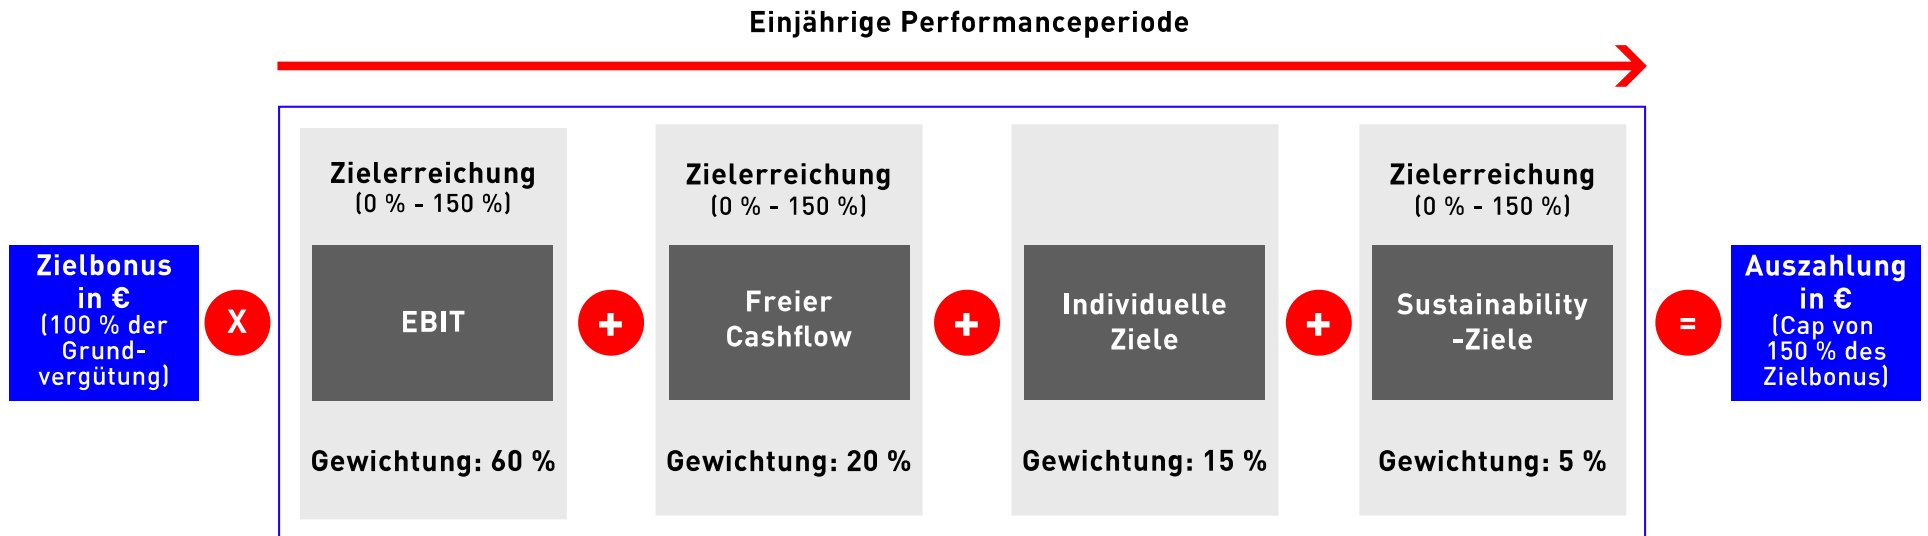 Einjährige Performanceperiode
Zielbonus
in €
(100 % der
Grund-
vergütung)
X
Zielerreichung
(0 % - 150 %)
EBIT
Gewichtung: 60 %
+
Zielerreichung
(0 % - 150 %)
Freier
Cashflow
Gewichtung: 20 %
+
Individuelle
Ziele
Gewichtung: 15 %
+
Zielerreichung
(0 % - 150 %)
Sustainability
-Ziele
Gewichtung: 5 %
=
Auszahlung
in €
(Cap von
150 % des
Zielbonus)